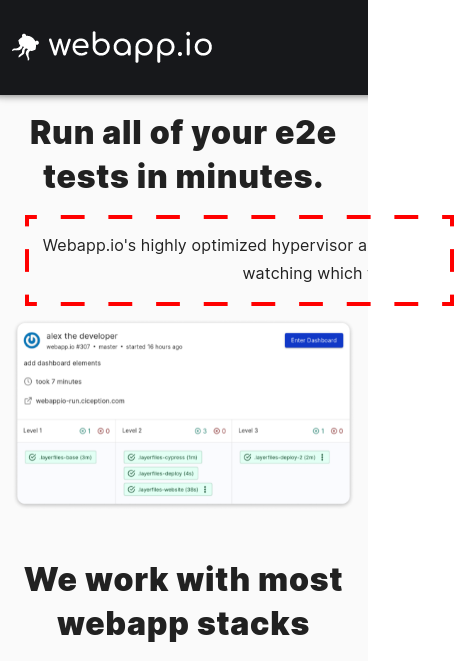 webapp.io
Run all of your e2e
tests in minutes.
Webapp.io's highly optimized hypervisor a
watching which
alex the developer
webapp.io #307 • master • started 16 hours ago
Enter Dashboard
add dashboard elements
took 7 minutes
webappio-run.ciception.com
Level 1 1 0
Level 2 3 0
Level 3 1 0
.layerfiles-base (3m)
.layerfiles-cypress (1m)
.layerfiles-deploy-2 (2m)
.layerfiles-deploy (4s)
.layerfiles-website (38s)
We work with most
webapp stacks